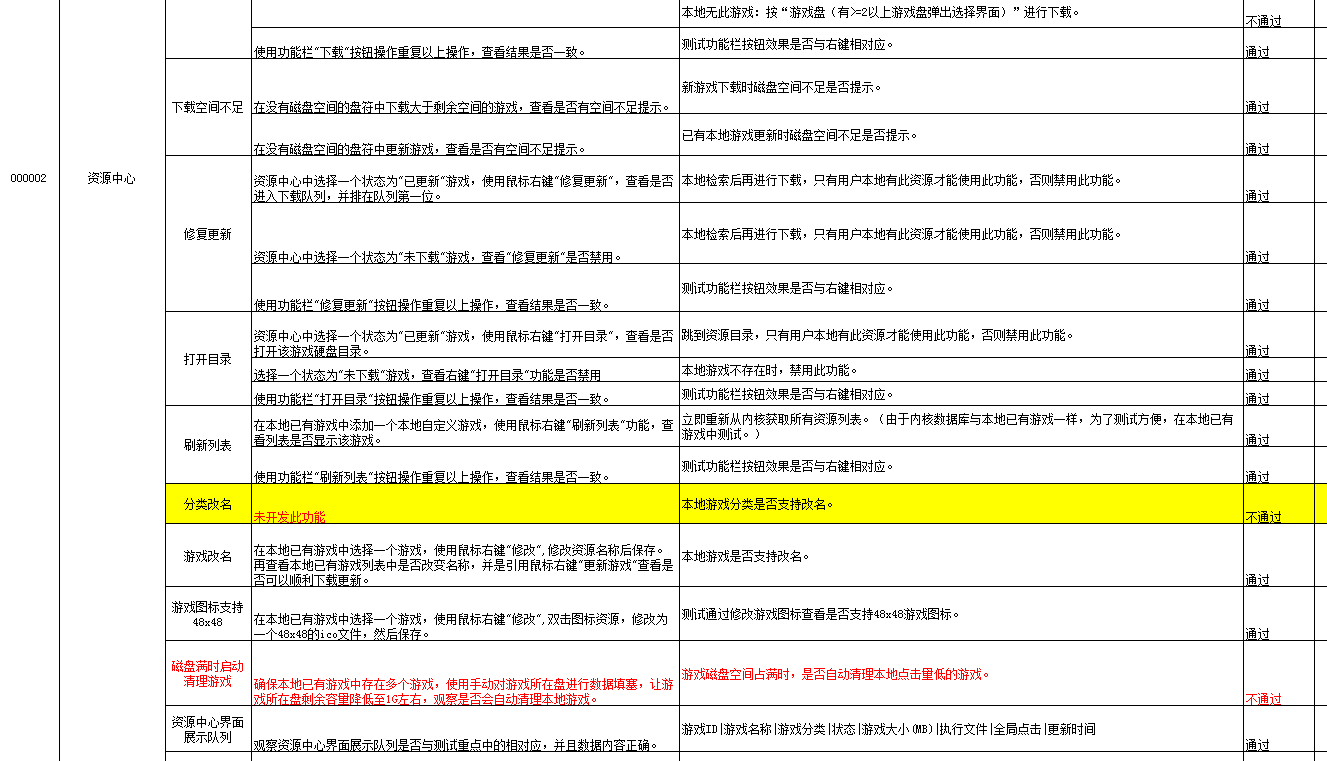 本地无此游戏：按“游戏盘（有>=2以上游戏盘弹出选择界面）”进行下载。
不通过
使用功能栏"下载"按钮操作重复以上操作，查看结果是否一致。
测试功能栏按钮效果是否与右键相对应。
通过
下载空间不足
在没有磁盘空间的盘符中下载大于剩余空间的游戏，查看是否有空间不足提示。
新游戏下载时磁盘空间不足是否提示。
通过
在没有磁盘空间的盘符中更新游戏，查看是否有空间不足提示。
已有本地游戏更新时磁盘空间不足是否提示。
通过
000002
资源中心
修复更新
资源中心中选择一个状态为"已更新"游戏，使用鼠标右键"修复更新"，查看是否
进入下载队列，并排在队列第一位。
本地检索后再进行下载，只有用户本地有此资源才能使用此功能，否则禁用此功能。
通过
资源中心中选择一个状态为"未下载"游戏，查看"修复更新"是否禁用。
本地检索后再进行下载，只有用户本地有此资源才能使用此功能，否则禁用此功能。
通过
使用功能栏"修复更新"按钮操作重复以上操作，查看结果是否一致。
测试功能栏按钮效果是否与右键相对应。
通过
打开目录
资源中心中选择一个状态为"已更新"游戏，使用鼠标右键"打开目录"，查看是否
打开该游戏硬盘目录。
跳到资源目录，只有用户本地有此资源才能使用此功能，否则禁用此功能。
通过
选择一个状态为"未下载"游戏，查看右键"打开目录"功能是否禁用
本地游戏不存在时，禁用此功能。
通过
使用功能栏"打开目录"按钮操作重复以上操作，查看结果是否一致。
测试功能栏按钮效果是否与右键相对应。
通过
刷新列表
在本地已有游戏中添加一个本地自定义游戏，使用鼠标右键"刷新列表"功能，查
看列表是否显示该游戏。
立即重新从内核获取所有资源列表。（由于内核数据库与本地已有游戏一样，为了测试方便，在本地已有
游戏中测试。）
通过
使用功能栏"刷新列表"按钮操作重复以上操作，查看结果是否一致。
测试功能栏按钮效果是否与右键相对应。
通过
分类改名
未开发此功能
本地游戏分类是否支持改名。
不通过
游戏改名
在本地已有游戏中选择一个游戏，使用鼠标右键"修改",修改资源名称后保存。
再查看本地已有游戏列表中是否改变名称，并是引用鼠标右键"更新游戏"查看是
否可以顺利下载更新。
本地游戏是否支持改名。
通过
游戏图标支持
48x48
在本地已有游戏中选择一个游戏，使用鼠标右键"修改",双击图标资源，修改为
一个48x48的ico文件，然后保存。
测试通过修改游戏图标查看是否支持48x48游戏图标。
通过
磁盘满时启动
清理游戏
确保本地已有游戏中存在多个游戏，使用手动对游戏所在盘进行数据填塞，让游
戏所在盘剩余容量降低至1G左右，观察是否会自动清理本地游戏。
游戏磁盘空间占满时，是否自动清理本地点击量低的游戏。
不通过
资源中心界面
展示队列
观察资源中心界面展示队列是否与测试重点中的相对应，并且数据内容正确。
游戏ID|游戏名称|游戏分类|状态|游戏大小(MB)|执行文件|全局点击|更新时间
通过